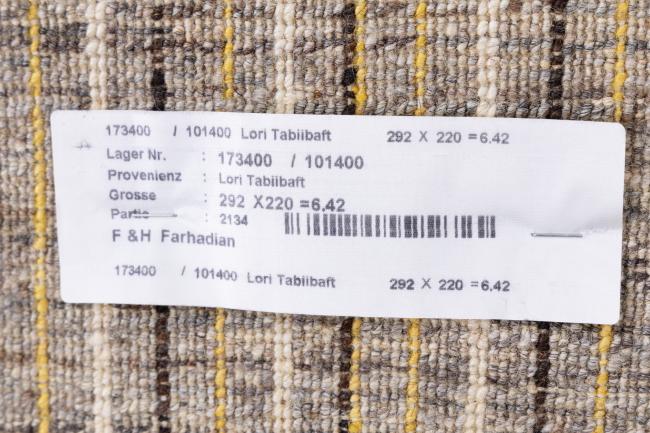 173400 / 101400 Lori Tabiibaft 292 X 220 =6,42
Lager Nr. : 173400 / 101400
Provenienz : Lori Tabiibaft
Grosse : 292 X220 =6,42
Partie : 2134
F &H Farhadian
173400 / 101400 Lori Tabiibaft 292 X 220 =6,42